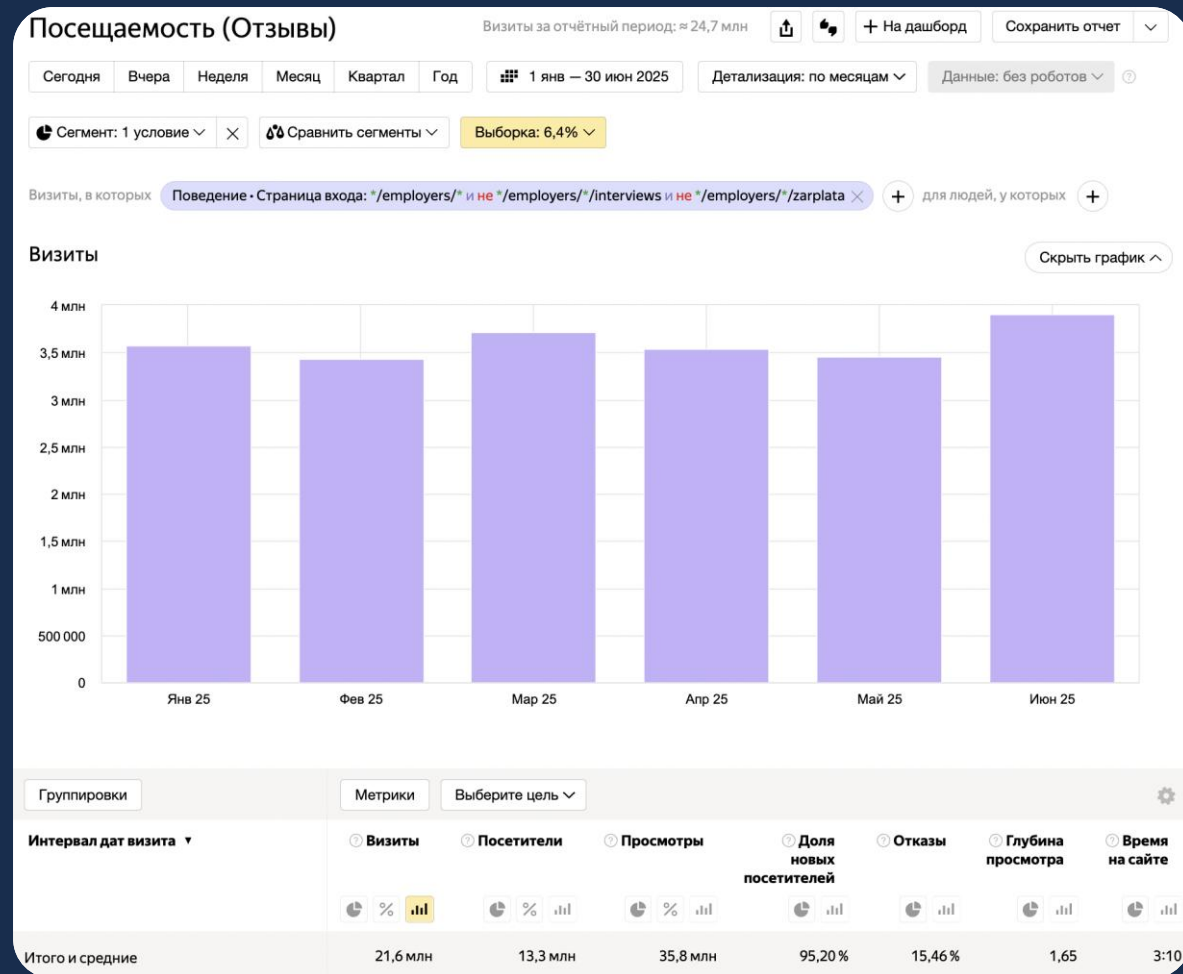 Посещаемость (Отзывы)
Визиты за отчётный период: ≈ 24,7 млн
На дашборд
Сохранить отчет
Сегодня Вчера Неделя Месяц Квартал Год
1 янв — 30 июн 2025
Детализация: по месяцам
Данные: без роботов
Сегмент: 1 условие
Сравнить сегменты
Выборка: 6,4%
Визиты, в которых
Поведение · Страница входа: */employers/* и не */employers/*/interviews и не */employers/*/zarplata
для людей, у которых
Визиты
Скрыть график
4 млн
3,5 млн
3 млн
2,5 млн
2 млн
1,5 млн
1 млн
500 000
0
Янв 25 Фев 25 Мар 25 Апр 25 Май 25 Июн 25
Группировки
Метрики
Выберите цель
Интервал дат визита
Визиты
Посетители
Просмотры
Доля
новых
посетителей
Отказы
Глубина
просмотра
Время
на сайте
Итого и средние 21,6 млн 13,3 млн 35,8 млн 95,20 % 15,46 % 1,65 3:10